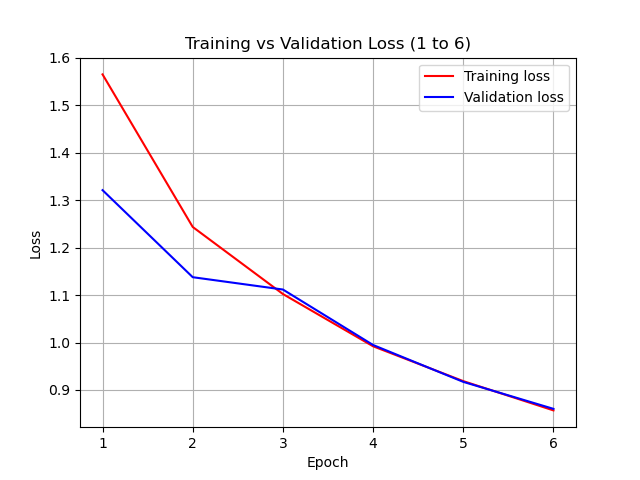 Training vs Validation Loss (1 to 6)
Training loss
Validation loss
Loss
1.6
1.5
1.4
1.3
1.2
1.1
1.0
0.9
1 2 3 4 5 6
Epoch